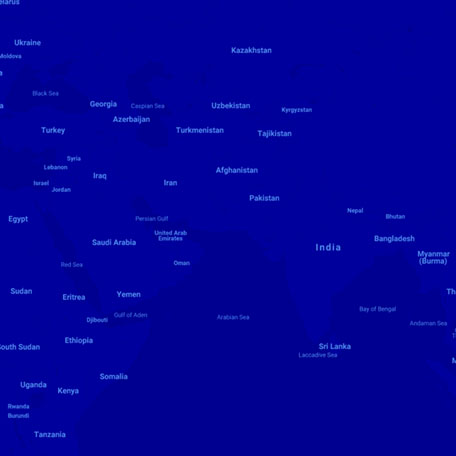 elarus
Ukraine
Kazakhstan
Moldova
a
Black Sea
a
Georgia
Caspian Sea
Uzbekistan
Kyrgyzstan
Azerbaijan
Turkey
Turkmenistan
Tajikistan
Syria
Lebanon
Afghanistan
Iraq
Israel
Iran
Jordan
Pakistan
Nepal
Bhutan
Egypt
Persian Gulf
United Arab
Emirates
Bangladesh
Saudi Arabia
India
Myanmar
(Burma)
Red Sea
Oman
Sudan
Eritrea
Yemen
Th
Bay of Bengal
Djibouti
Gulf of Aden
Arabian Sea
Andaman Sea
Ethiopia
South Sudan
Sri Lanka
Laccadive Sea
M
Somalia
Uganda
Kenya
Rwanda
Burundi
Tanzania